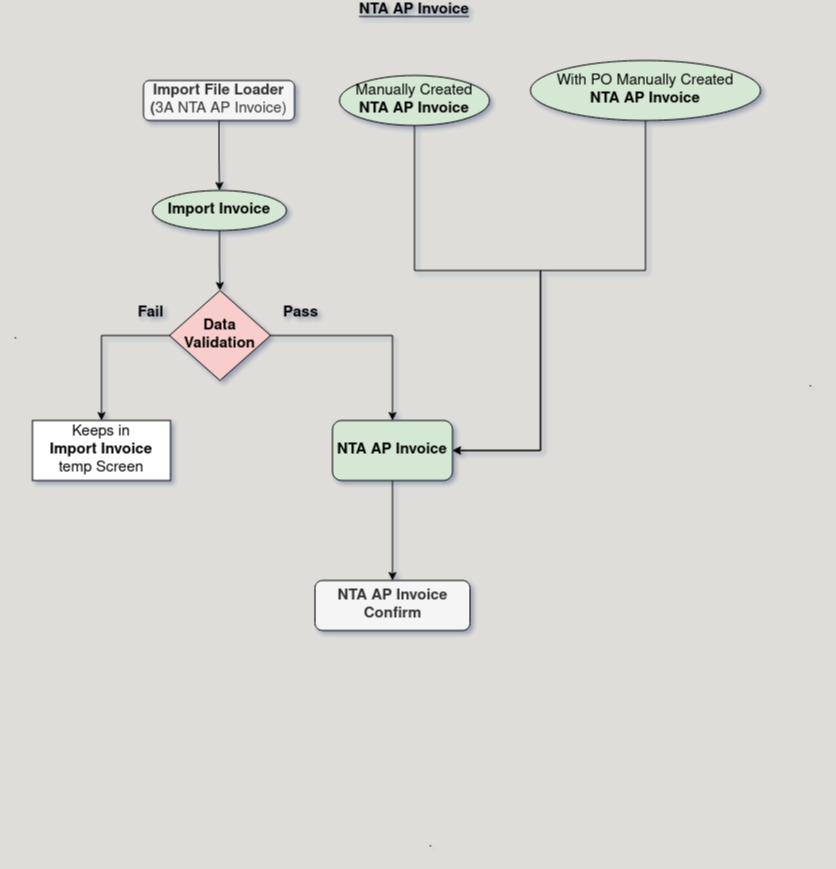 NTA AP Invoice
Import File Loader
(3A NTA AP Invoice)
Manually Created
NTA AP Invoice
With PO Manually Created
NTA AP Invoice
Import Invoice
Fail
Pass
Data
Validation
Keeps in
Import Invoice
temp Screen
NTA AP Invoice
NTA AP Invoice
Confirm